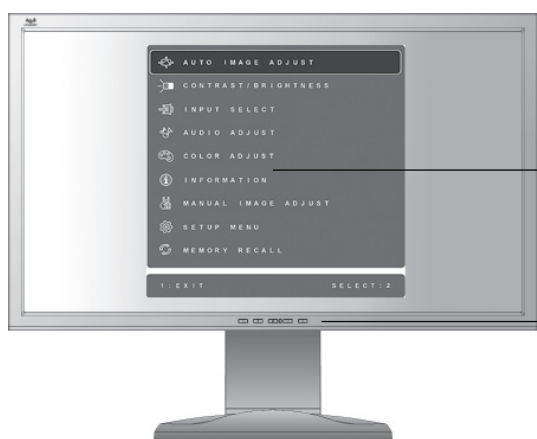 AUTO IMAGE ADJUST
CONTRAST/BRIGHTNESS
INPUT SELECT
AUDIO ADJUST
COLOR ADJUST
INFORMATION
MANUAL IMAGE ADJUST
SETUP MENU
MEMORY RECALL
1:EXIT SELECT:2